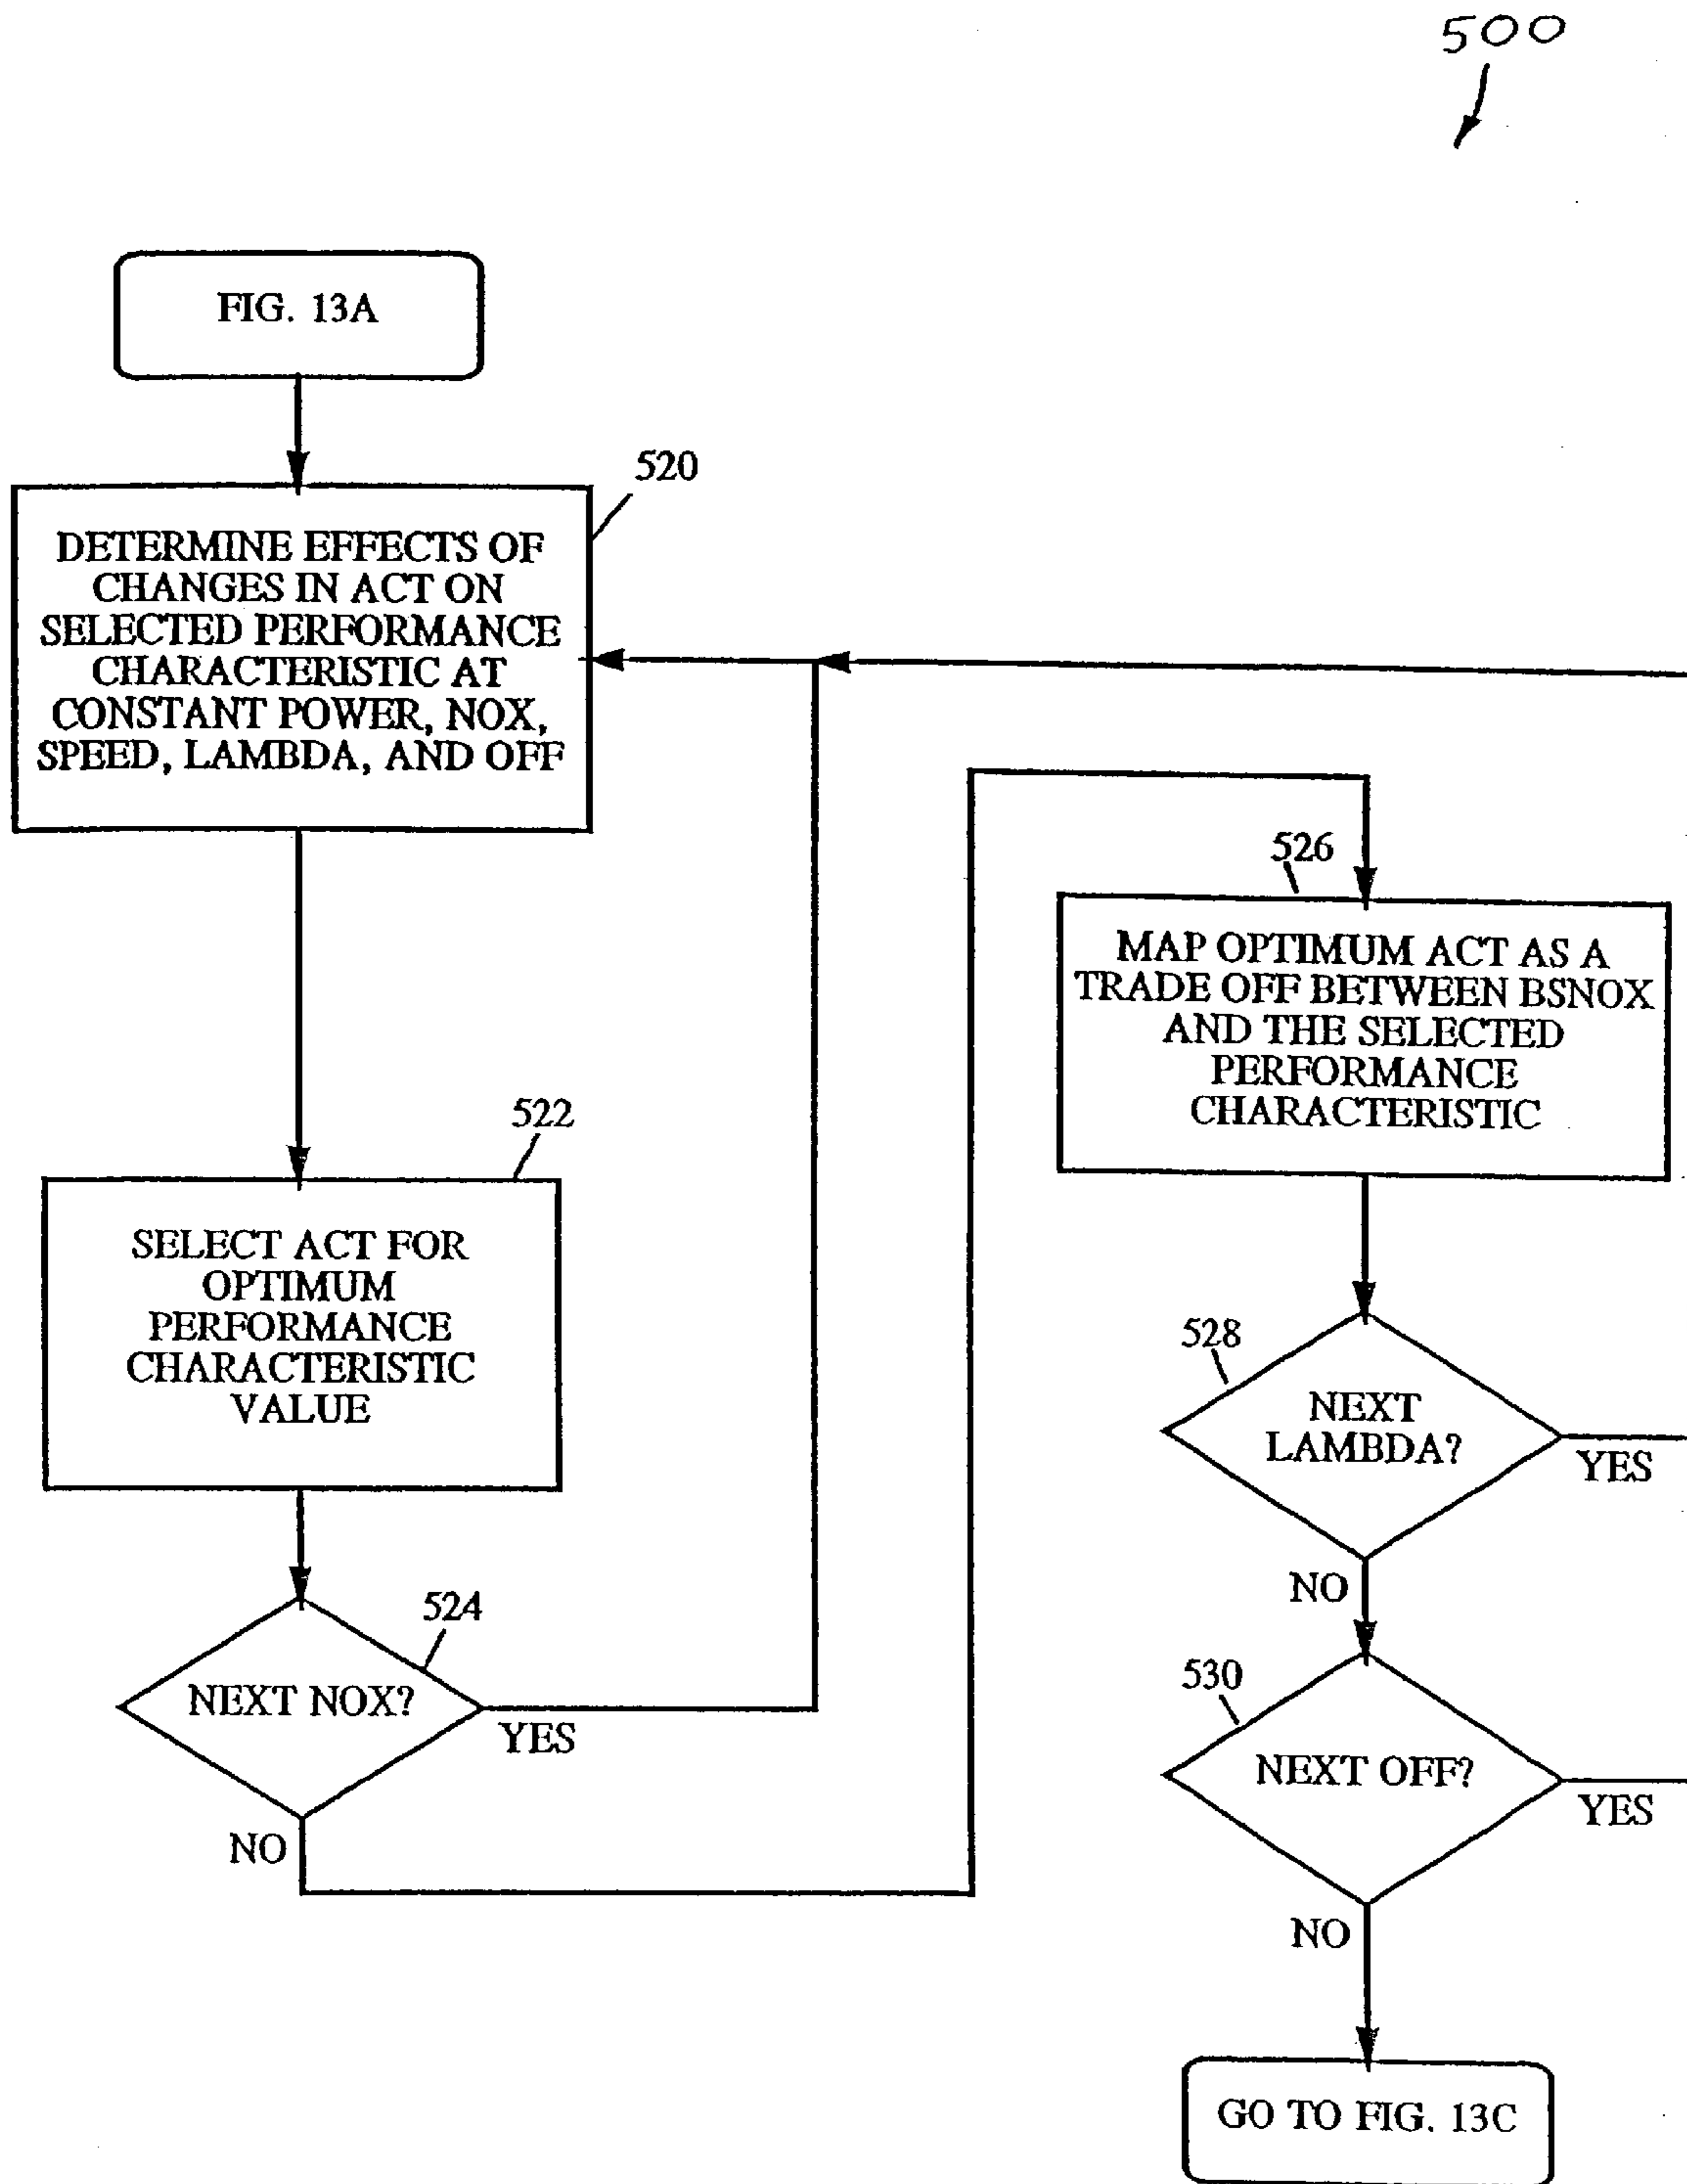 500
FIG. 13A
520
DETERMINE EFFECTS OF
CHANGES IN ACT ON
SELECTED PERFORMANCE
CHARACTERISTIC AT
CONSTANT POWER, NOX,
SPEED, LAMBDA, AND OFF
522
SELECT ACT FOR
OPTIMUM
PERFORMANCE
CHARACTERISTIC
VALUE
524
NEXT NOX?
YES
NO
526
MAP OPTIMUM ACT AS A
TRADE OFF BETWEEN BSNOX
AND THE SELECTED
PERFORMANCE
CHARACTERISTIC
528
NEXT
LAMBDA?
YES
NO
530
NEXT OFF?
YES
NO
GO TO FIG. 13C